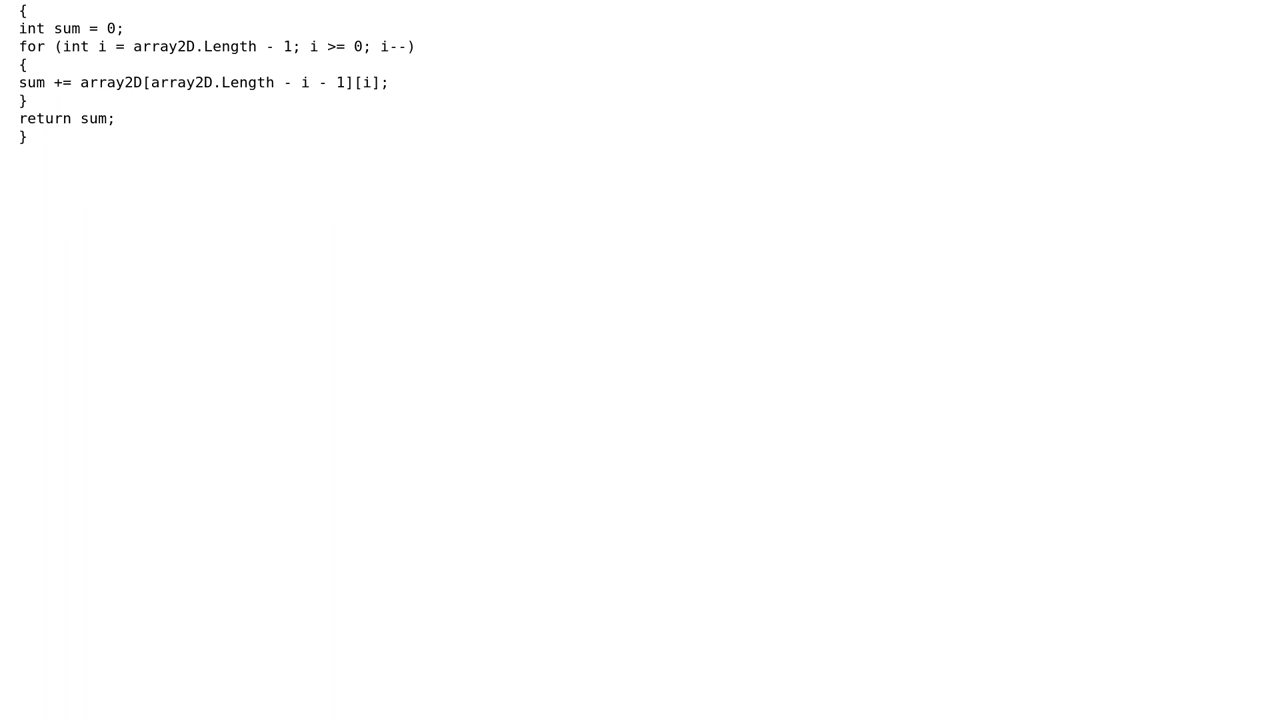 {
int sum = 0;
for (int i = array2D.Length - 1; i >= 0; i--)
{
sum += array2D[array2D.Length - i - 1][i];
}
return sum;
}